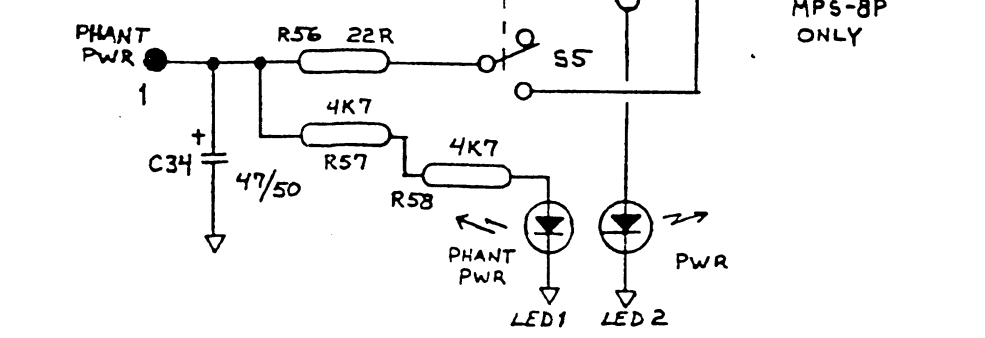 MPS-8P
ONLY
PHANT
PWR
1
R56 22R
S5
4K7
R57
4K7
R58
+
C34
47/50
PHANT
PWR
PWR
LED1
LED2